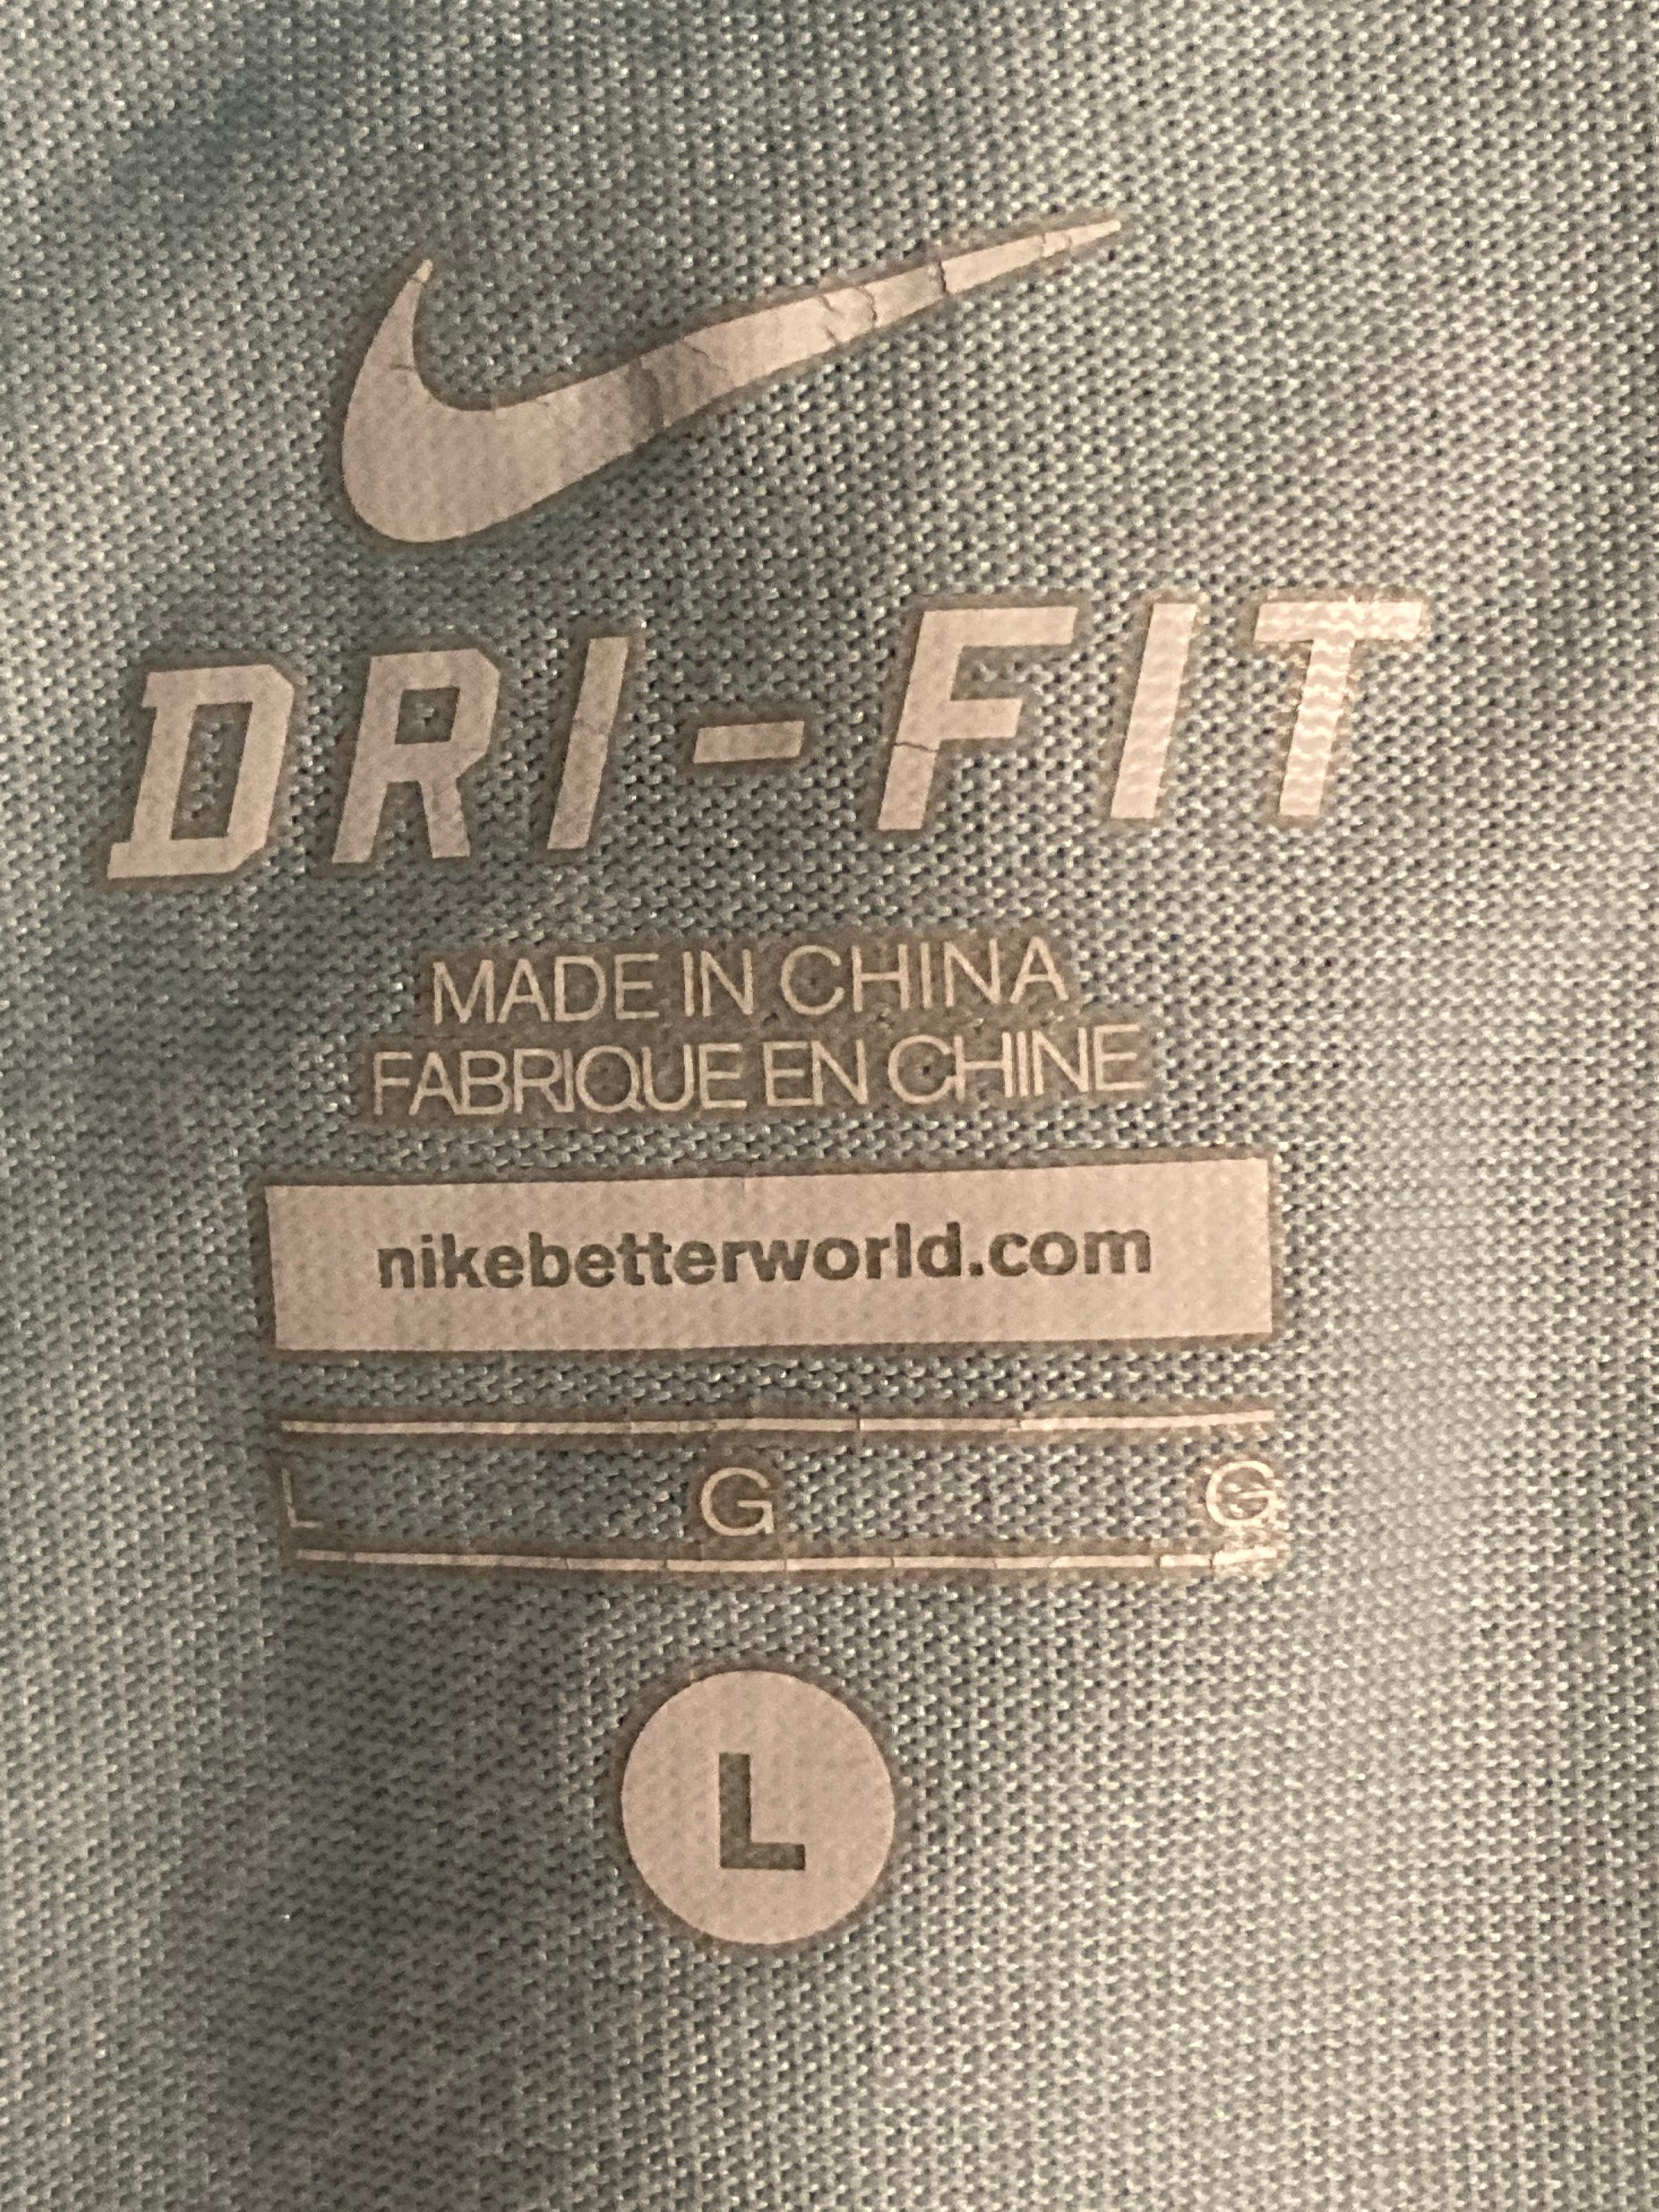 DRI-FIT
MADE IN CHINA
FABRIQUE EN CHINE
nikebetterworld.com
L G G
L